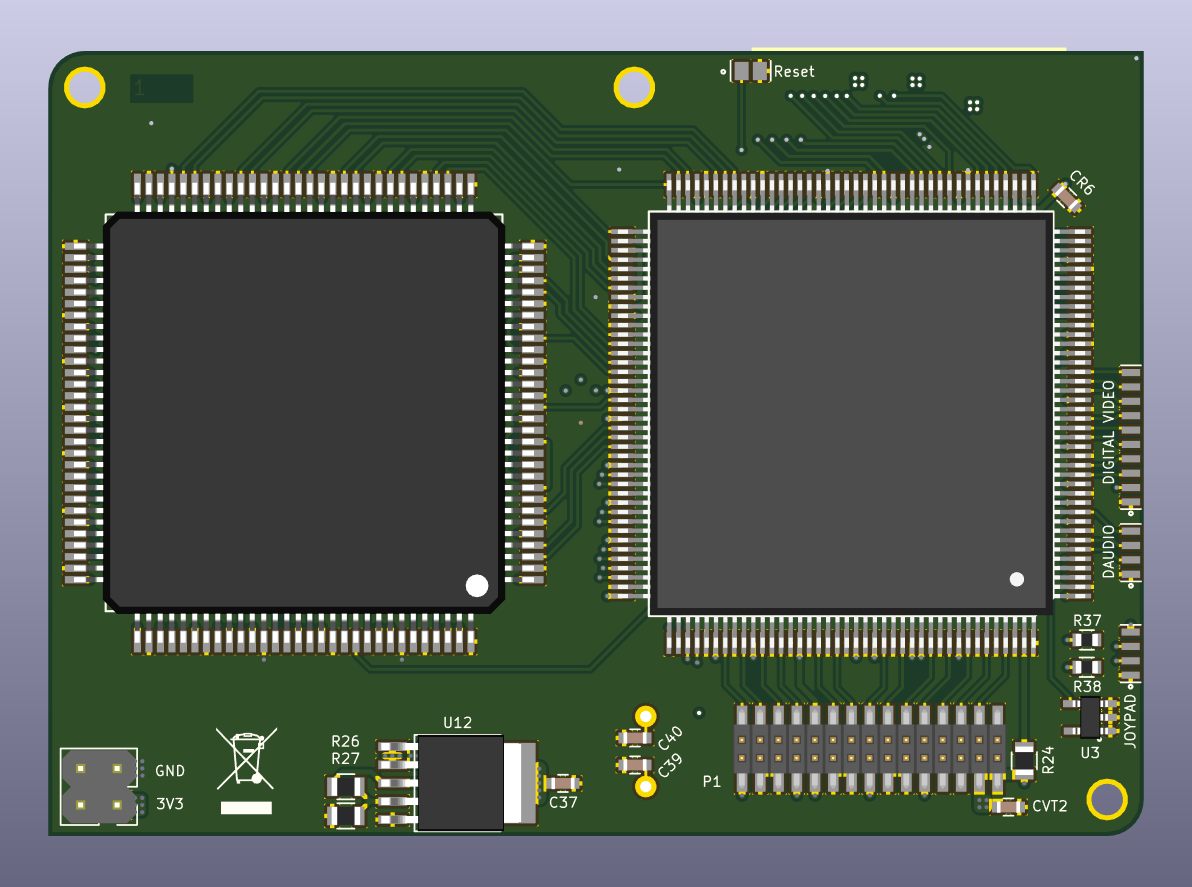 1
Reset
CR6
DIGITAL VIDEO
DAUDIO
R37
R38
JOYPAD
U3
U12
R26
R27
C40
C39
C37
P1
R24
CVT2
GND
3V3